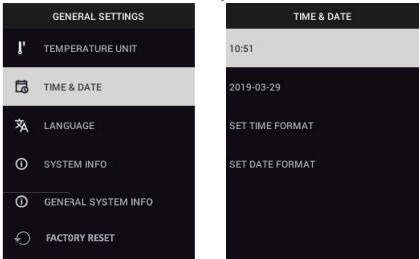 GENERAL SETTINGS
TEMPERATURE UNIT
TIME & DATE
LANGUAGE
SYSTEM INFO
GENERAL SYSTEM INFO
FACTORY RESET
TIME & DATE
10:51
2019-03-29
SET TIME FORMAT
SET DATE FORMAT